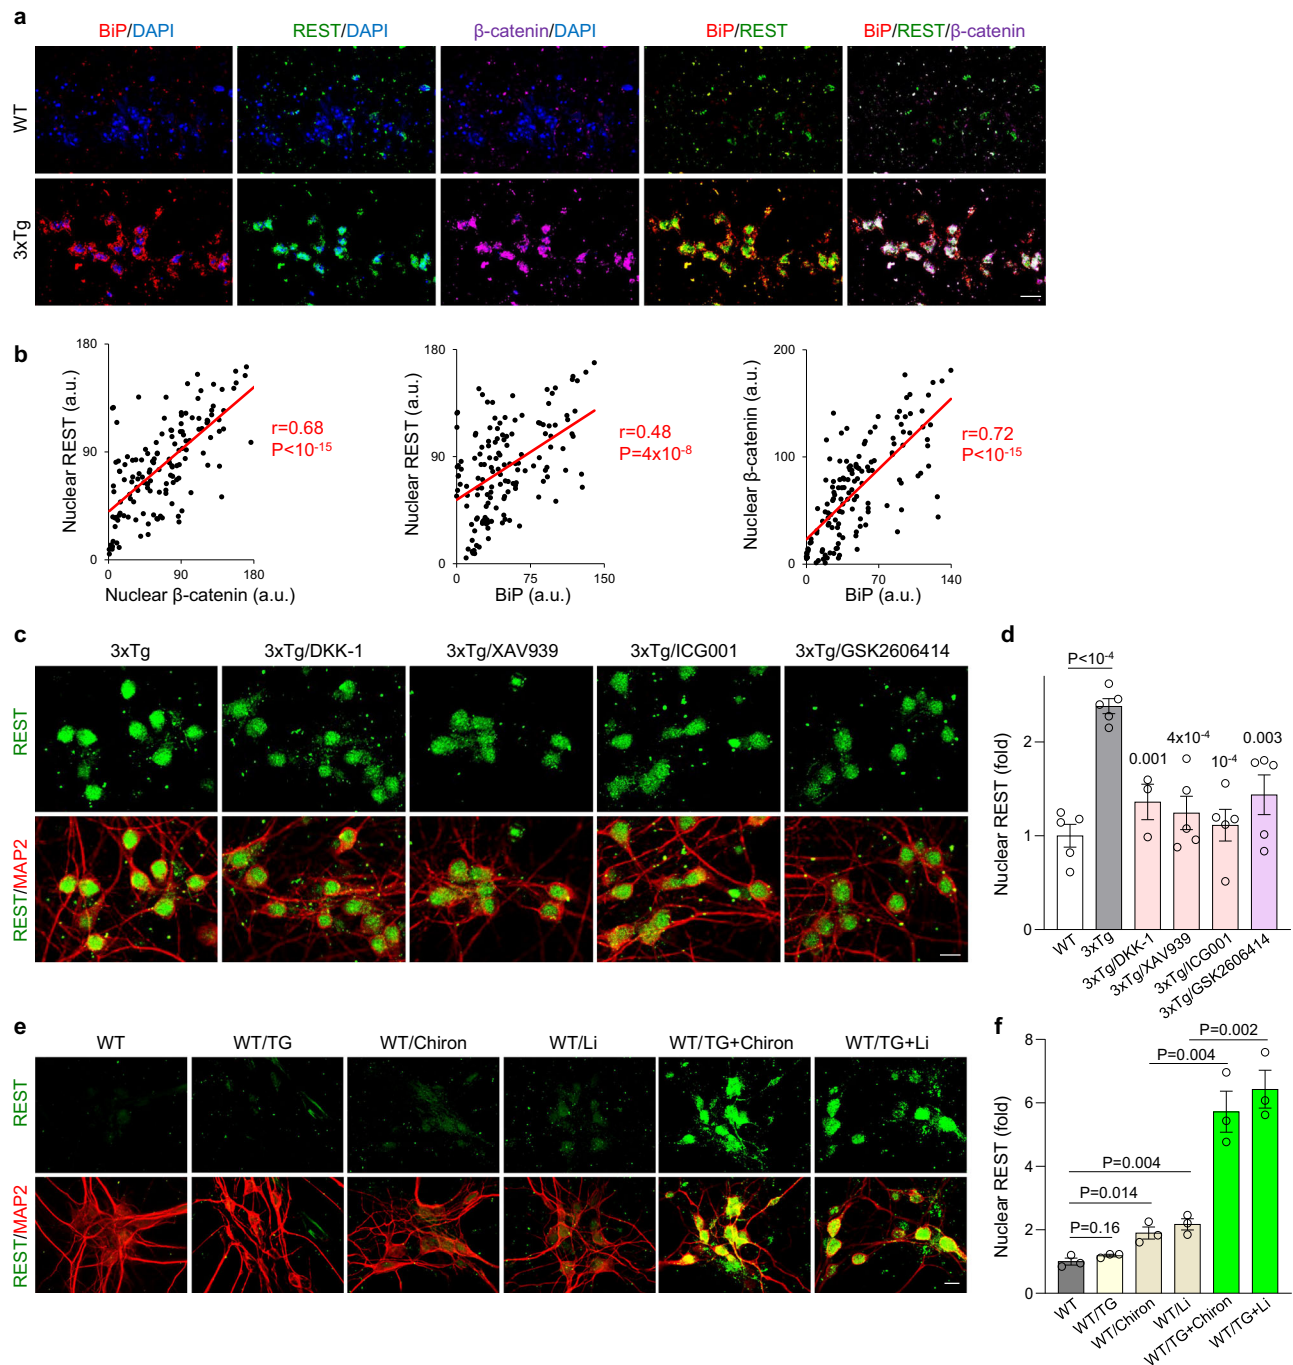 a
BiP/DAPI REST/DAPI β-catenin/DAPI BiP/REST BiP/REST/β-catenin
WT
3xTg
b
Nuclear REST (a.u.)
180
90
0
0 90 180
Nuclear β-catenin (a.u.)
r=0.68
P<10⁻¹⁵
Nuclear REST (a.u.)
180
90
0
0 75 150
BiP (a.u.)
r=0.48
P=4x10⁻⁸
Nuclear β-catenin (a.u.)
200
100
0
0 70 140
BiP (a.u.)
r=0.72
P<10⁻¹⁵
c
3xTg 3xTg/DKK-1 3xTg/XAV939 3xTg/ICG001 3xTg/GSK2606414
REST
REST/MAP2
d
Nuclear REST (fold)
P<10⁻⁴
0.001
4x10⁻⁴
10⁻⁴
0.003
2
1
0
WT
3xTg
3xTg/DKK-1
3xTg/XAV939
3xTg/ICG001
3xTg/GSK2606414
e
WT WT/TG WT/Chiron WT/Li WT/TG+Chiron WT/TG+Li
REST
REST/MAP2
f
Nuclear REST (fold)
8
6
4
2
0
P=0.002
P=0.004
P=0.004
P=0.014
P=0.16
WT
WT/TG
WT/Chiron
WT/Li
WT/TG+Chiron
WT/TG+Li